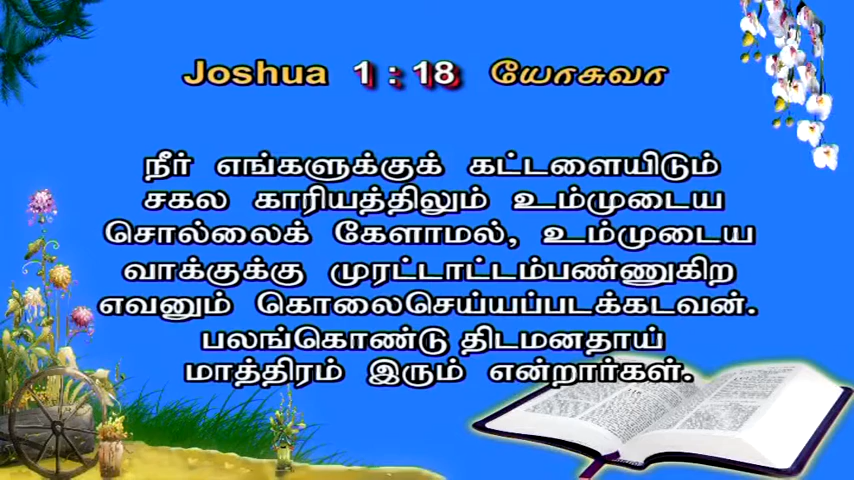 Joshua 1 : 18 யோசுவா
நீர் எங்களுக்குக் கட்டளையிடும்
சகல காரியத்திலும் உம்முடைய
சொல்லைக் கேளாமல், உம்முடைய
வாக்குக்கு முரட்டாட்டம்பண்ணுகிற
எவனும் கொலைசெய்யப்படக்கடவன்.
பலங்கொண்டு திடமனதாய்
மாத்திரம் இரும் என்றார்கள்.